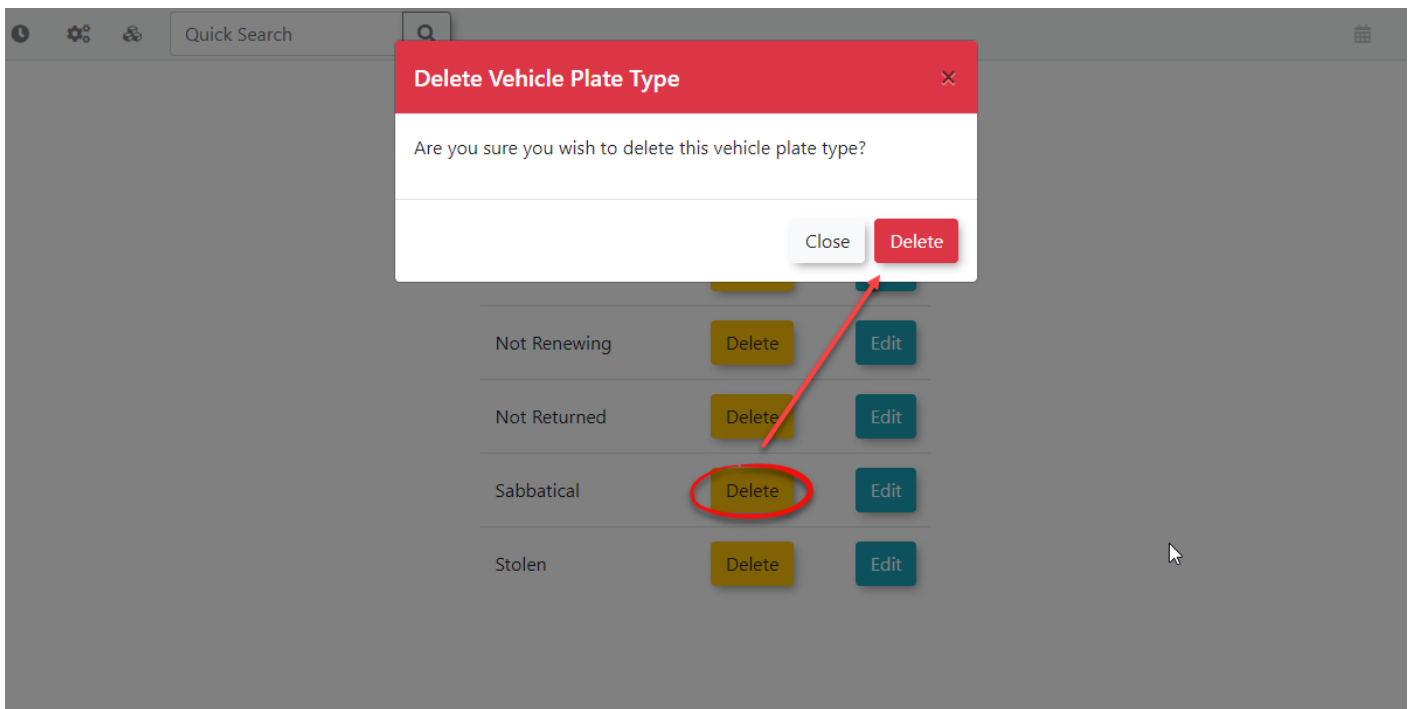 Quick Search
Delete Vehicle Plate Type ×
Are you sure you wish to delete this vehicle plate type?
Close Delete
Not Renewing Delete Edit
Not Returned Delete Edit
Sabbatical Delete Edit
Stolen Delete Edit